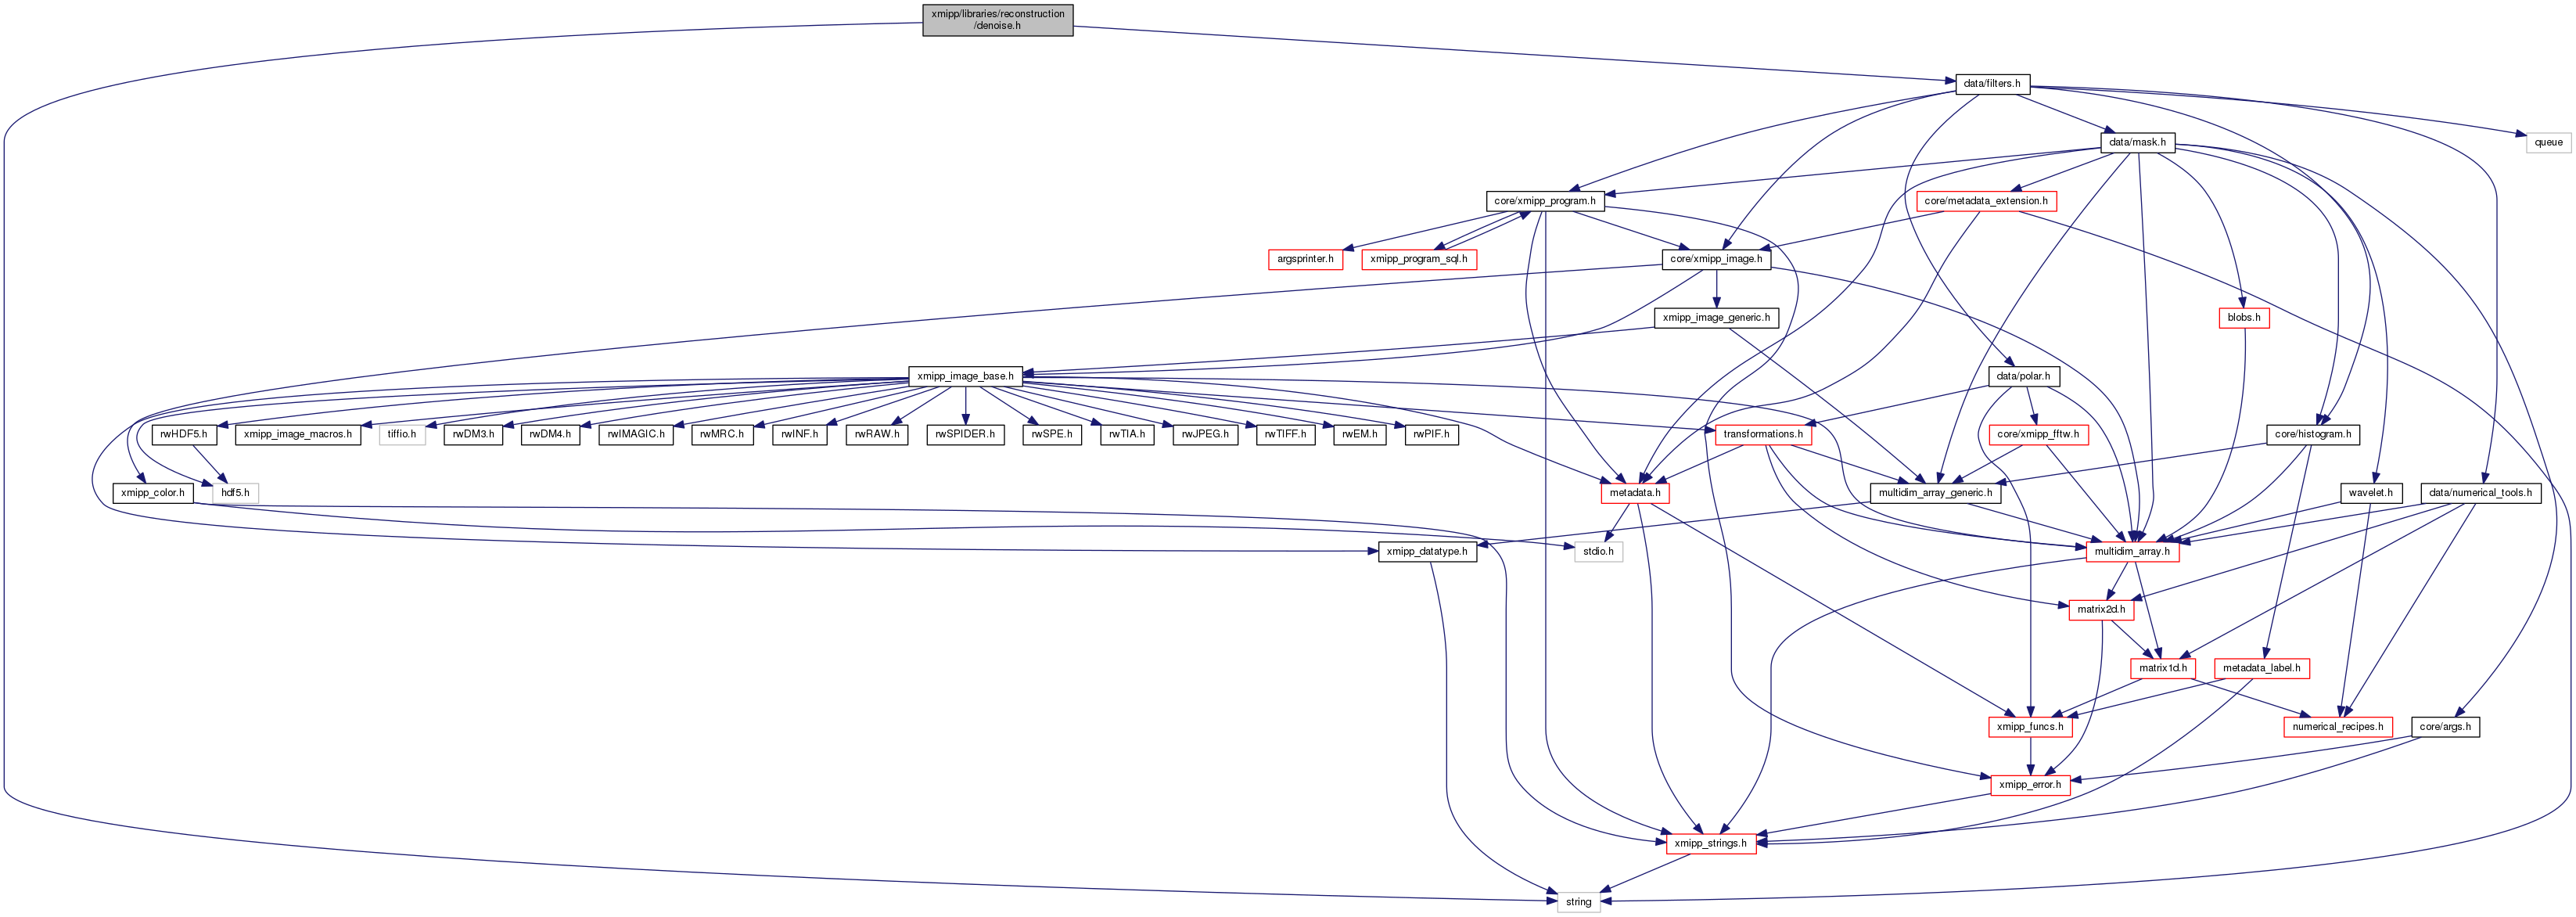 xmipp/libraries/reconstruction
/denoise.h
data/filters.h
data/mask.h
queue
core/xmipp_program.h
core/metadata_extension.h
argsprinter.h
xmipp_program_sql.h
core/xmipp_image.h
xmipp_image_generic.h
blobs.h
xmipp_image_base.h
data/polar.h
rwHDF5.h
xmipp_image_macros.h
tiffio.h
rwDM3.h
rwDM4.h
rwIMAGIC.h
rwMRC.h
rwINF.h
rwRAW.h
rwSPIDER.h
rwSPE.h
rwTIA.h
rwJPEG.h
rwTIFF.h
rwEM.h
rwPIF.h
transformations.h
core/xmipp_fftw.h
core/histogram.h
xmipp_color.h
hdf5.h
metadata.h
multidim_array_generic.h
wavelet.h
data/numerical_tools.h
xmipp_datatype.h
stdio.h
multidim_array.h
matrix2d.h
matrix1d.h
metadata_label.h
xmipp_funcs.h
numerical_recipes.h
core/args.h
xmipp_error.h
xmipp_strings.h
string